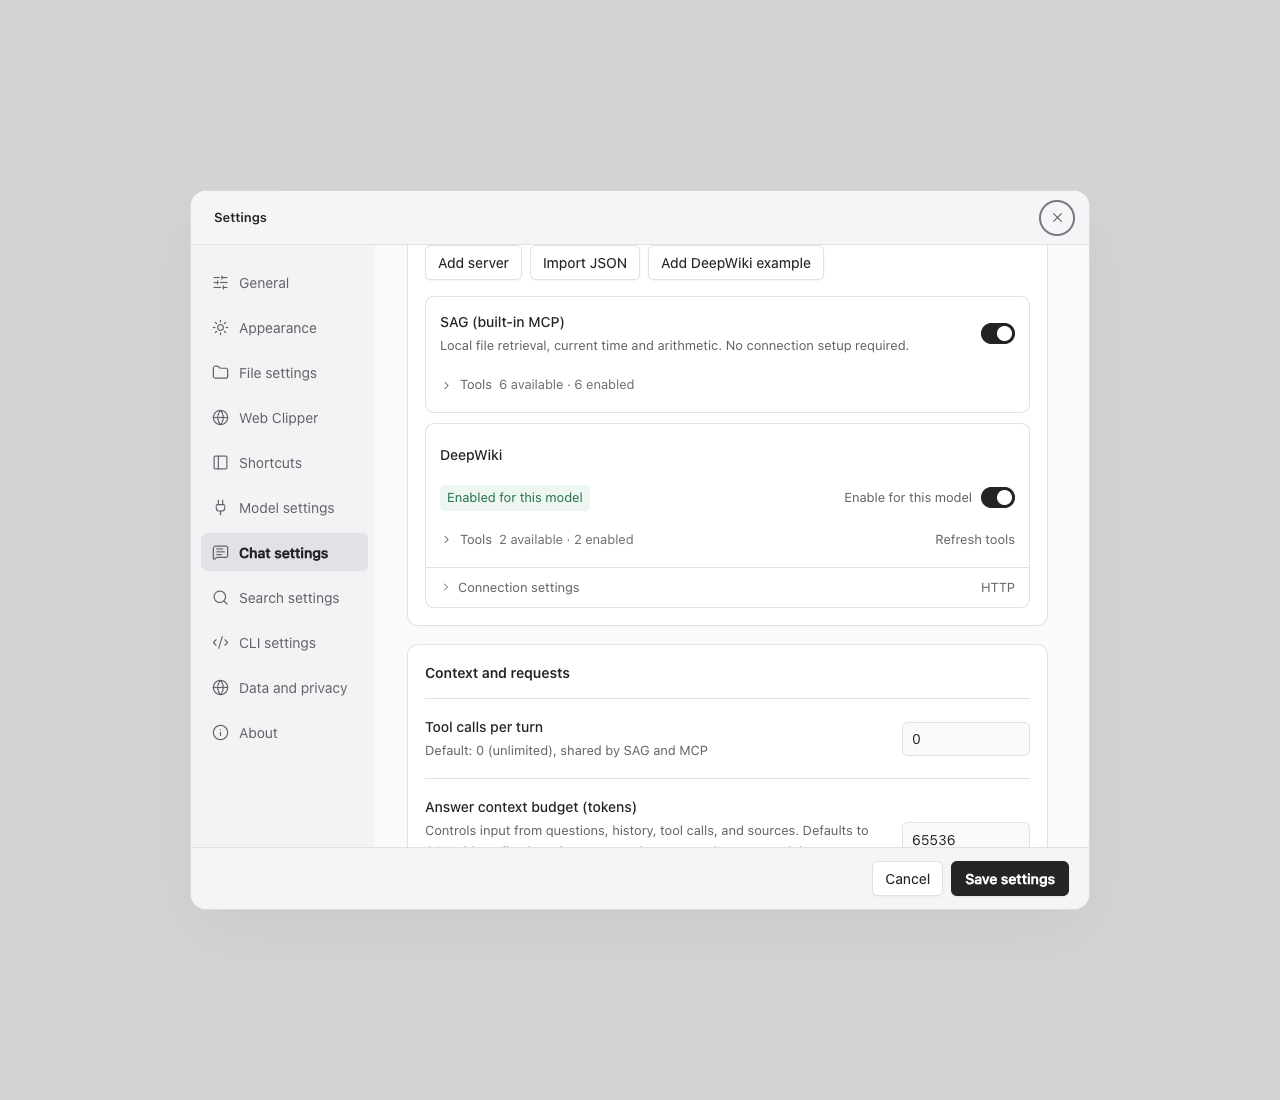 Settings
General
Appearance
File settings
Web Clipper
Shortcuts
Model settings
Chat settings
Search settings
CLI settings
Data and privacy
About
Add server
Import JSON
Add DeepWiki example
SAG (built-in MCP)
Local file retrieval, current time and arithmetic. No connection setup required.
Tools 6 available · 6 enabled
DeepWiki
Enabled for this model
Enable for this model
Tools 2 available · 2 enabled
Refresh tools
Connection settings
HTTP
Context and requests
Tool calls per turn
Default: 0 (unlimited), shared by SAG and MCP
0
Answer context budget (tokens)
Controls input from questions, history, tool calls, and sources. Defaults to
65536
Cancel
Save settings